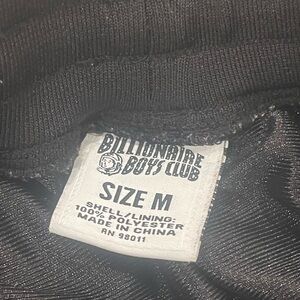 BILLIONAIRE
BOYS CLUB
SIZE M
SHELL/LINING:
100% POLYESTER
MADE IN CHINA
RN 98011